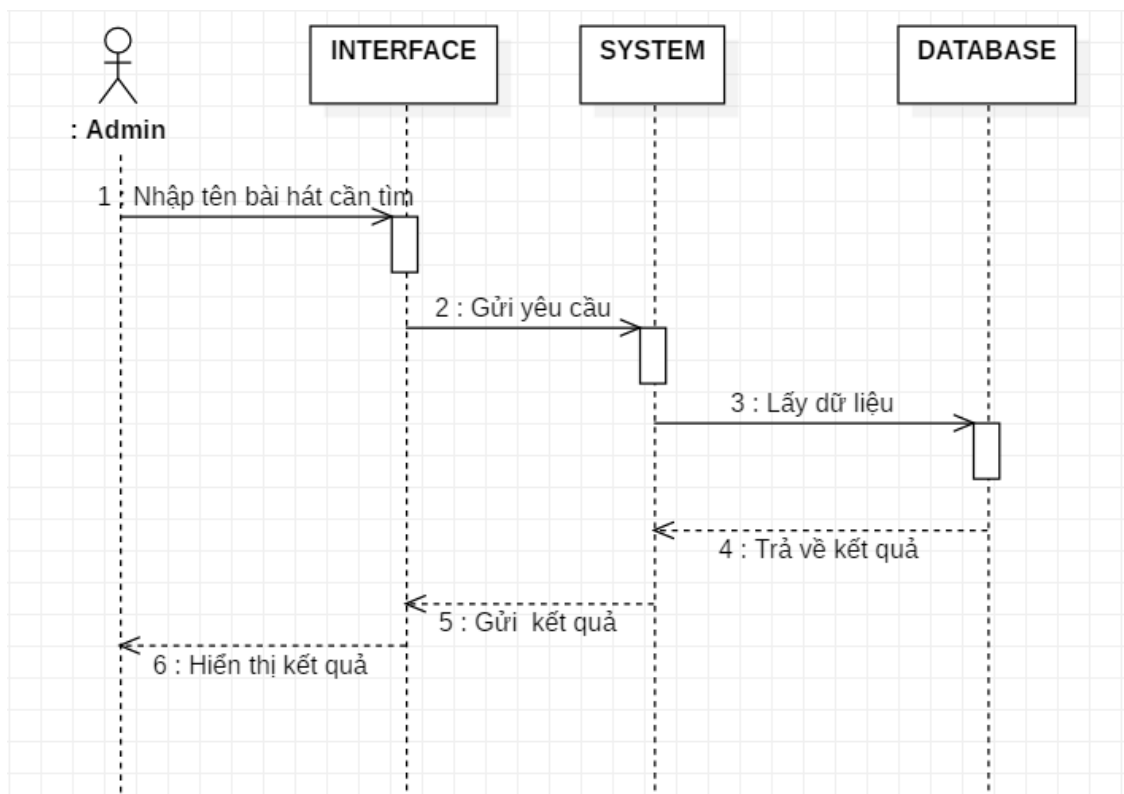 INTERFACE
SYSTEM
DATABASE
: Admin
1 : Nhập tên bài hát cần tìm
2 : Gửi yêu cầu
3 : Lấy dữ liệu
4 : Trả về kết quả
5 : Gửi  kết quả
6 : Hiển thị kết quả